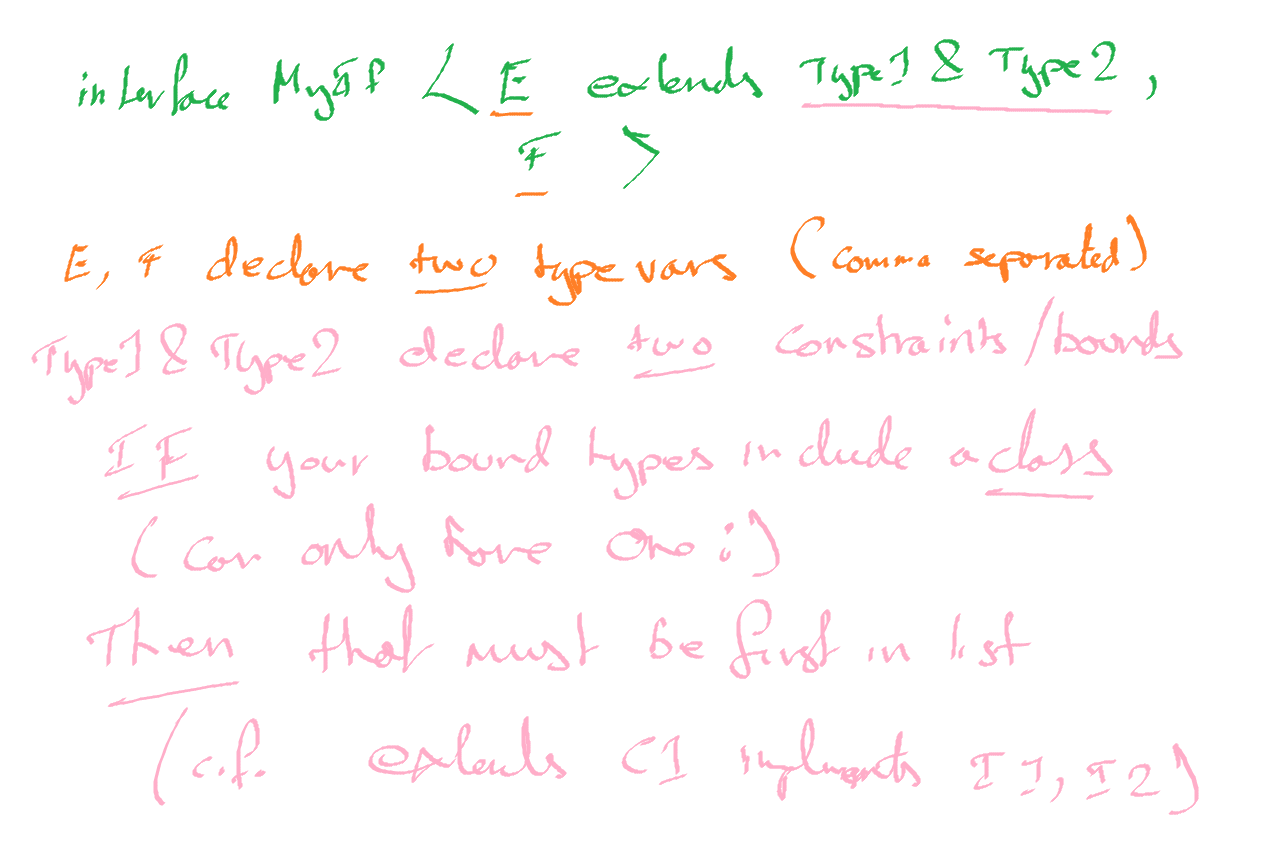 interface MyIF < E extends Type1 & Type2,
F >
E, F declare two type vars (comma separated)
Type1 & Type2 declare two constraints/bounds
IF your bound types include a class
(can only have one :)
Then that must be first in list
(c.f. extends C1 implements I1, I2)